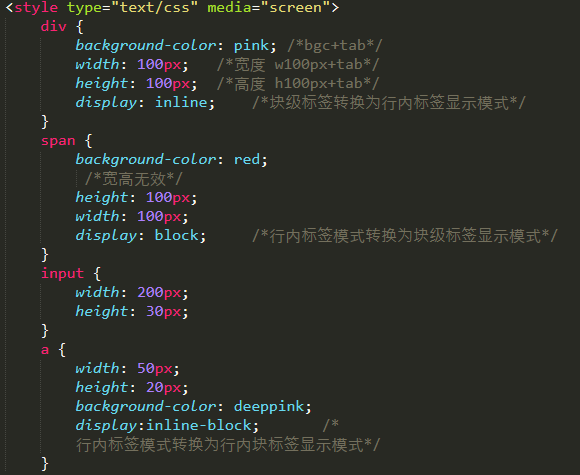 <style type="text/css" media="screen">
div {
background-color: pink; /*bgc+tab*/
width: 100px; /*宽度 w100px+tab*/
height: 100px; /*高度 h100px+tab*/
display: inline; /*块级标签转换为行内标签显示模式*/
}
span {
background-color: red;
/*宽高无效*/
height: 100px;
width: 100px;
display: block; /*行内标签模式转换为块级标签显示模式*/
}
input {
width: 200px;
height: 30px;
}
a {
width: 50px;
height: 20px;
background-color: deeppink;
display:inline-block; /*
行内标签模式转换为行内块标签显示模式*/
}